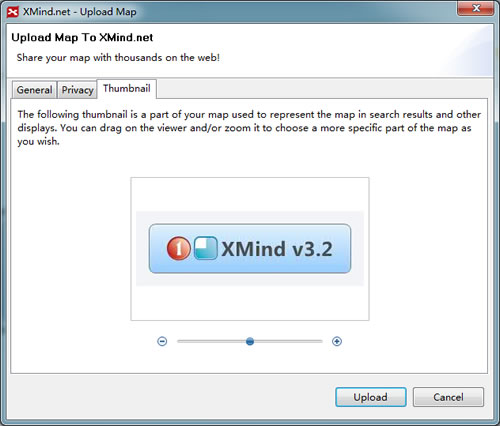 XMind.net - Upload Map
Upload Map To XMind.net
Share your map with thousands on the web!
General Privacy Thumbnail
The following thumbnail is a part of your map used to represent the map in search results and other
displays. You can drag on the viewer and/or zoom it to choose a more specific part of the map as
you wish.
1 XMind v3.2
Upload Cancel